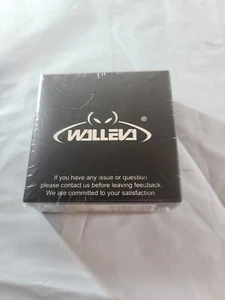 WALLEVA ®
If you have any issue or question,
please contact us before leaving feedback.
We are committed to your satisfaction.